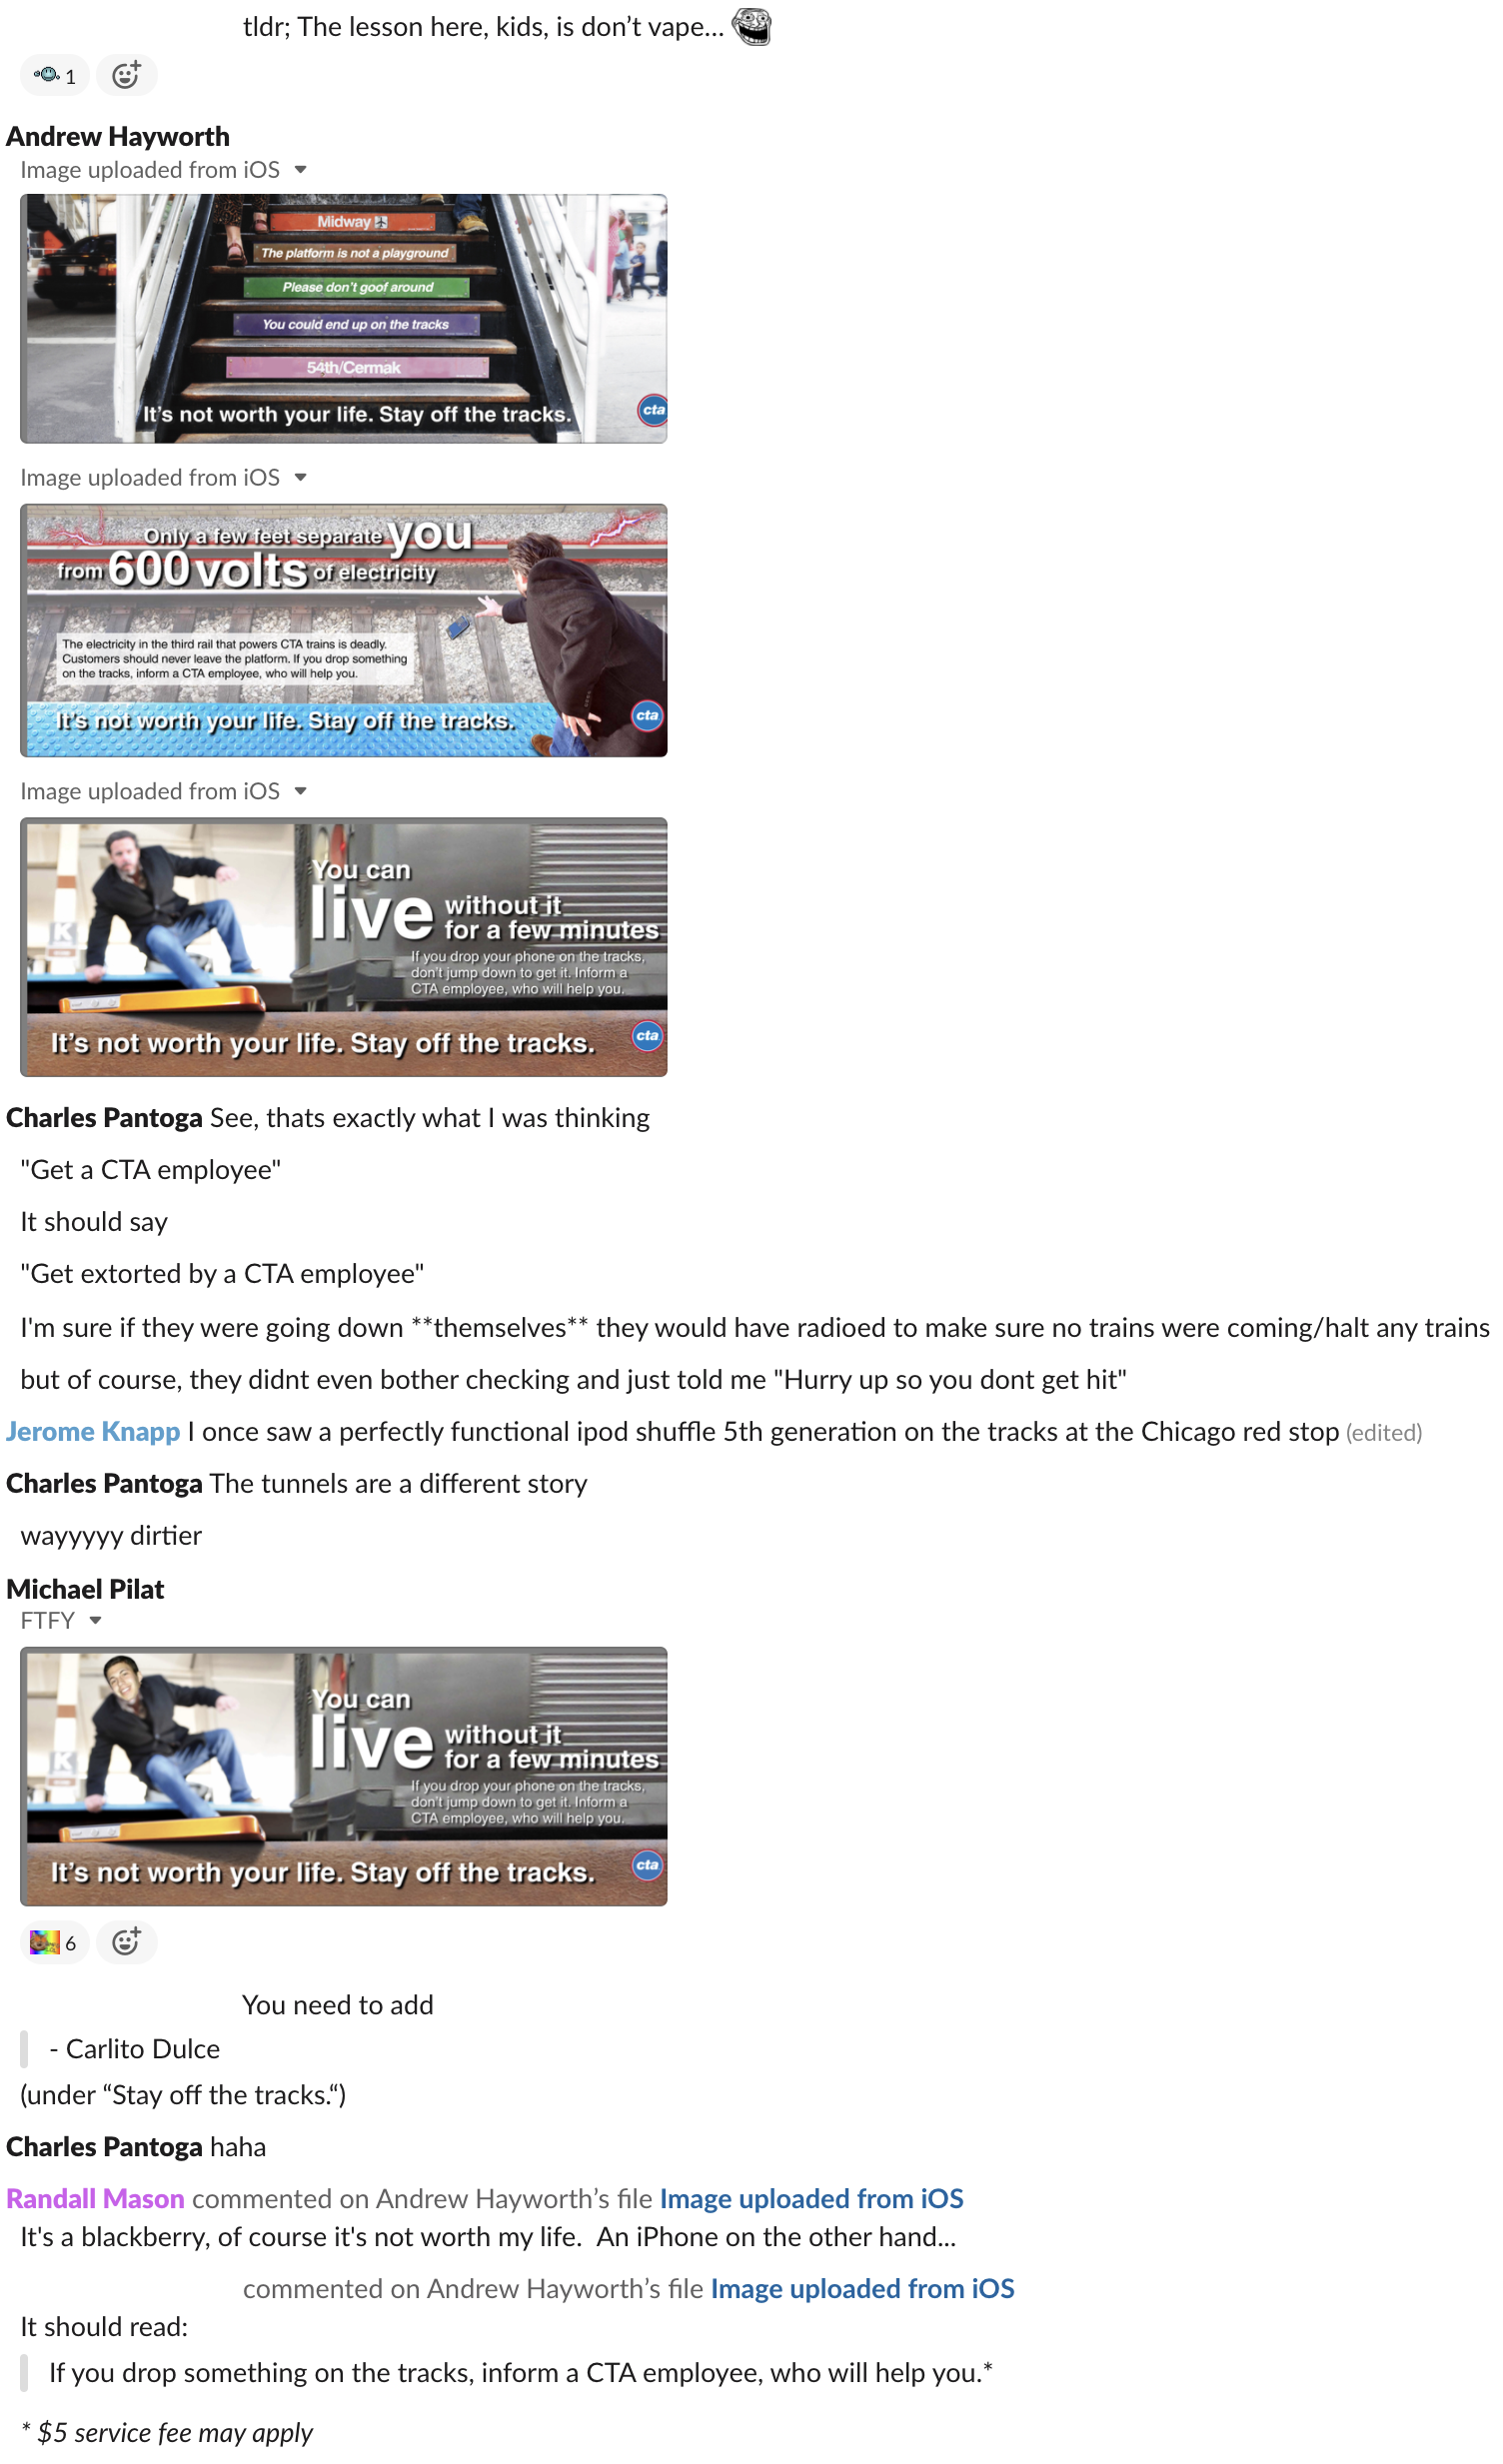 tldr; The lesson here, kids, is don’t vape...
1
Andrew Hayworth
Image uploaded from iOS
Midway
The platform is not a playground
Please don't goof around
You could end up on the tracks
54th/Cermak
It's not worth your life. Stay off the tracks.
cta
Image uploaded from iOS
Only a few feet separate you
from 600 volts of electricity
The electricity in the third rail that powers CTA trains is deadly.
Customers should never leave the platform. If you drop something
on the tracks, inform a CTA employee, who will help you.
It's not worth your life. Stay off the tracks.
cta
Image uploaded from iOS
You can
live without it
for a few minutes
If you drop your phone on the tracks,
don't jump down to get it. Inform a
CTA employee, who will help you.
K
It's not worth your life. Stay off the tracks.
cta
Charles Pantoga See, thats exactly what I was thinking
"Get a CTA employee"
It should say
"Get extorted by a CTA employee"
I'm sure if they were going down **themselves** they would have radioed to make sure no trains were coming/halt any trains
but of course, they didnt even bother checking and just told me "Hurry up so you dont get hit"
Jerome Knapp I once saw a perfectly functional ipod shuffle 5th generation on the tracks at the Chicago red stop (edited)
Charles Pantoga The tunnels are a different story
wayyyyy dirtier
Michael Pilat
FTFY
You can
live without it
for a few minutes
If you drop your phone on the tracks,
don't jump down to get it. Inform a
CTA employee, who will help you.
K
It's not worth your life. Stay off the tracks.
cta
6
You need to add
- Carlito Dulce
(under “Stay off the tracks.“)
Charles Pantoga haha
Randall Mason commented on Andrew Hayworth’s file Image uploaded from iOS
It's a blackberry, of course it's not worth my life.  An iPhone on the other hand...
commented on Andrew Hayworth’s file Image uploaded from iOS
It should read:
If you drop something on the tracks, inform a CTA employee, who will help you.*
* $5 service fee may apply